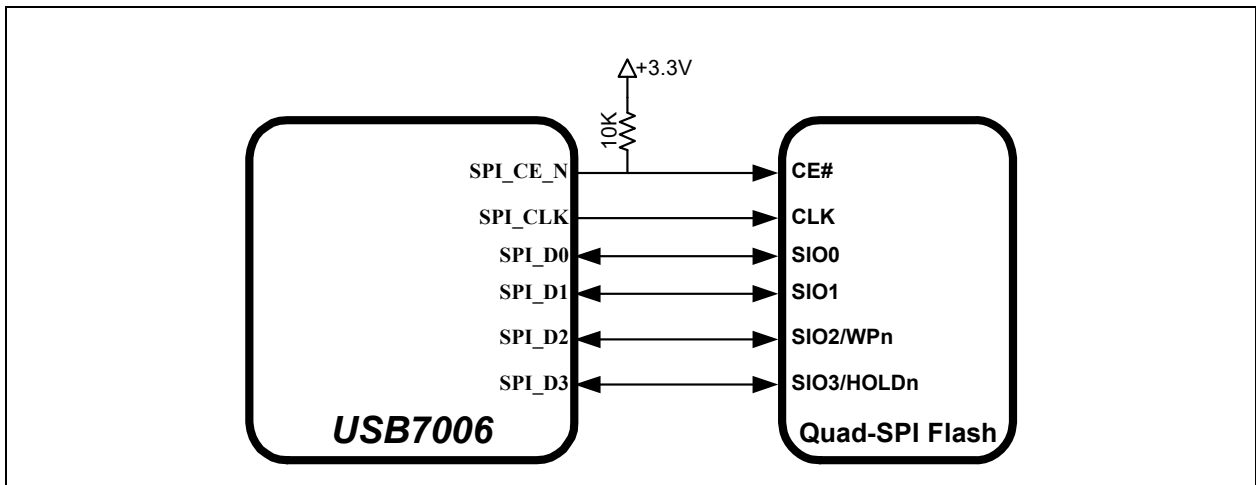 +3.3V
10K
SPI_CE_N CE#
SPI_CLK CLK
SPI_D0 SIO0
SPI_D1 SIO1
SPI_D2 SIO2/WPn
SPI_D3 SIO3/HOLDn
USB7006 Quad-SPI Flash